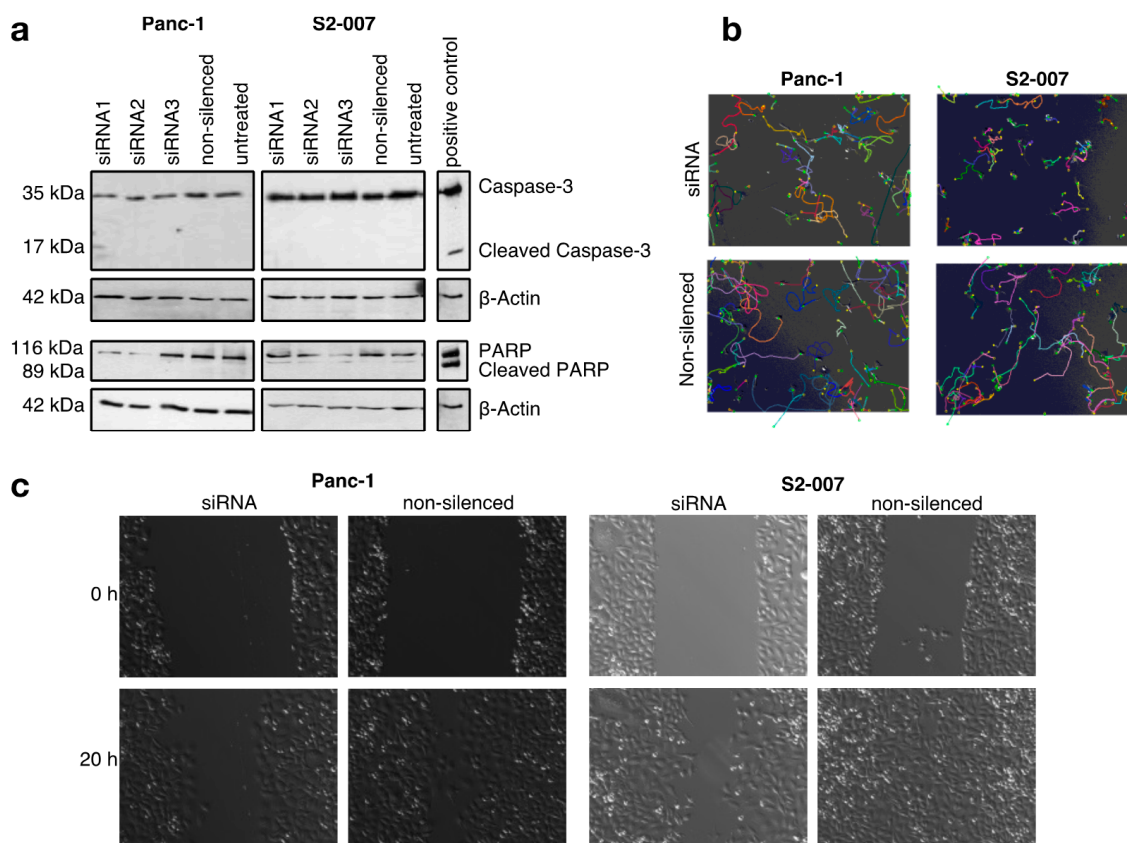 a
Panc-1
S2-007
siRNA1
siRNA2
siRNA3
non-silenced
untreated
siRNA1
siRNA2
siRNA3
non-silenced
untreated
positive control
35 kDa
Caspase-3
17 kDa
Cleaved Caspase-3
42 kDa
β-Actin
116 kDa
PARP
89 kDa
Cleaved PARP
42 kDa
β-Actin
b
Panc-1
S2-007
siRNA
Non-silenced
c
Panc-1
S2-007
siRNA
non-silenced
siRNA
non-silenced
0 h
20 h